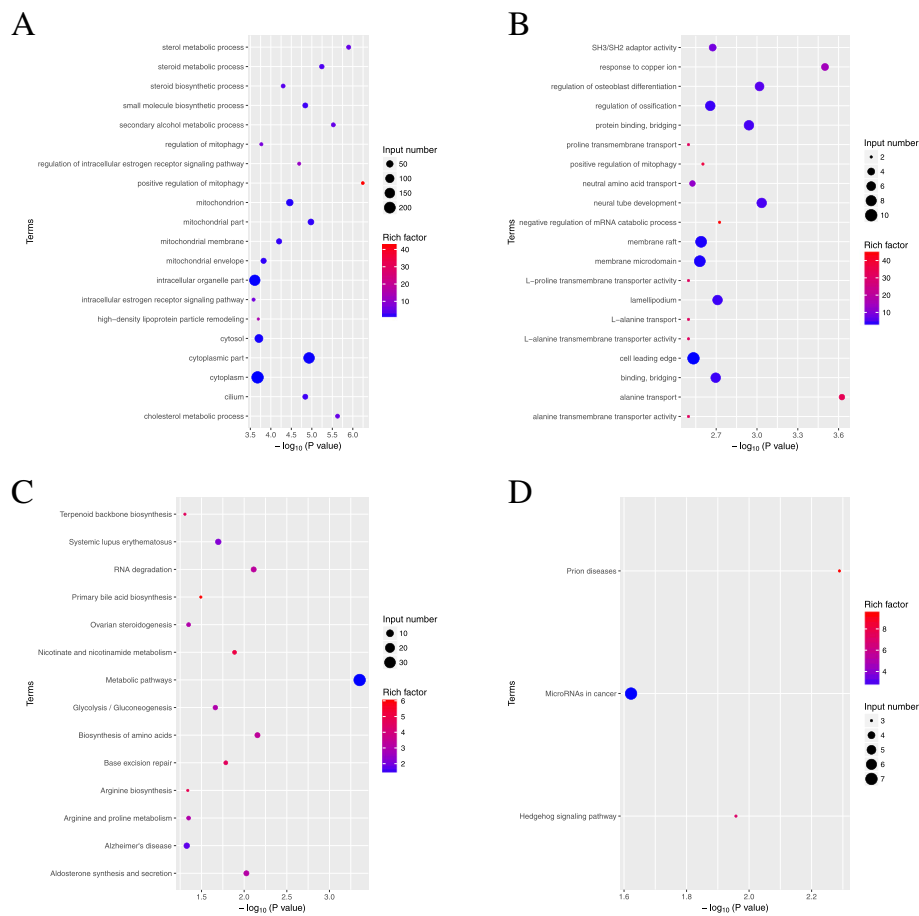 A
Terms
sterol metabolic process
steroid metabolic process
steroid biosynthetic process
small molecule biosynthetic process
secondary alcohol metabolic process
regulation of mitophagy
regulation of intracellular estrogen receptor signaling pathway
positive regulation of mitophagy
mitochondrion
mitochondrial part
mitochondrial membrane
mitochondrial envelope
intracellular organelle part
intracellular estrogen receptor signaling pathway
high−density lipoprotein particle remodeling
cytosol
cytoplasmic part
cytoplasm
cilium
cholesterol metabolic process
3.5 4.0 4.5 5.0 5.5 6.0
− log10 (P value)
Input number
50
100
150
200
Rich factor
40
30
20
10
B
Terms
SH3/SH2 adaptor activity
response to copper ion
regulation of osteoblast differentiation
regulation of ossification
protein binding, bridging
proline transmembrane transport
positive regulation of mitophagy
neutral amino acid transport
neural tube development
negative regulation of mRNA catabolic process
membrane raft
membrane microdomain
L−proline transmembrane transporter activity
lamellipodium
L−alanine transport
L−alanine transmembrane transporter activity
cell leading edge
binding, bridging
alanine transport
alanine transmembrane transporter activity
2.7 3.0 3.3 3.6
− log10 (P value)
Input number
2
4
6
8
10
Rich factor
40
30
20
10
C
Terms
Terpenoid backbone biosynthesis
Systemic lupus erythematosus
RNA degradation
Primary bile acid biosynthesis
Ovarian steroidogenesis
Nicotinate and nicotinamide metabolism
Metabolic pathways
Glycolysis / Gluconeogenesis
Biosynthesis of amino acids
Base excision repair
Arginine biosynthesis
Arginine and proline metabolism
Alzheimer's disease
Aldosterone synthesis and secretion
1.5 2.0 2.5 3.0
− log10 (P value)
Input number
10
20
30
Rich factor
6
5
4
3
2
D
Terms
Prion diseases
MicroRNAs in cancer
Hedgehog signaling pathway
1.6 1.8 2.0 2.2
− log10 (P value)
Rich factor
8
6
4
Input number
3
4
5
6
7